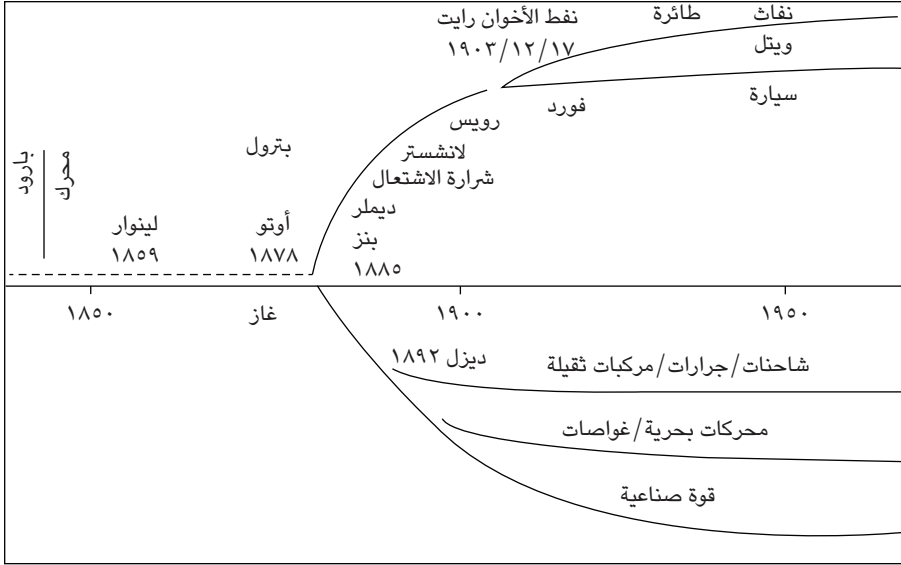 نفط الأخوان رايت
١٩٠٣/١٢/١٧
طائرة
نفاث
ويتل
سيارة
فورد
رويس
لانشستر
شرارة الاشتعال
ديملر
بنز
١٨٨٥
بترول
أوتو
١٨٧٨
لينوار
١٨٥٩
محرك
بارود
١٨٥٠
غاز
١٩٠٠
١٩٥٠
ديزل ١٨٩٢
شاحنات/جرارات/مركبات ثقيلة
محركات بحرية/غواصات
قوة صناعية